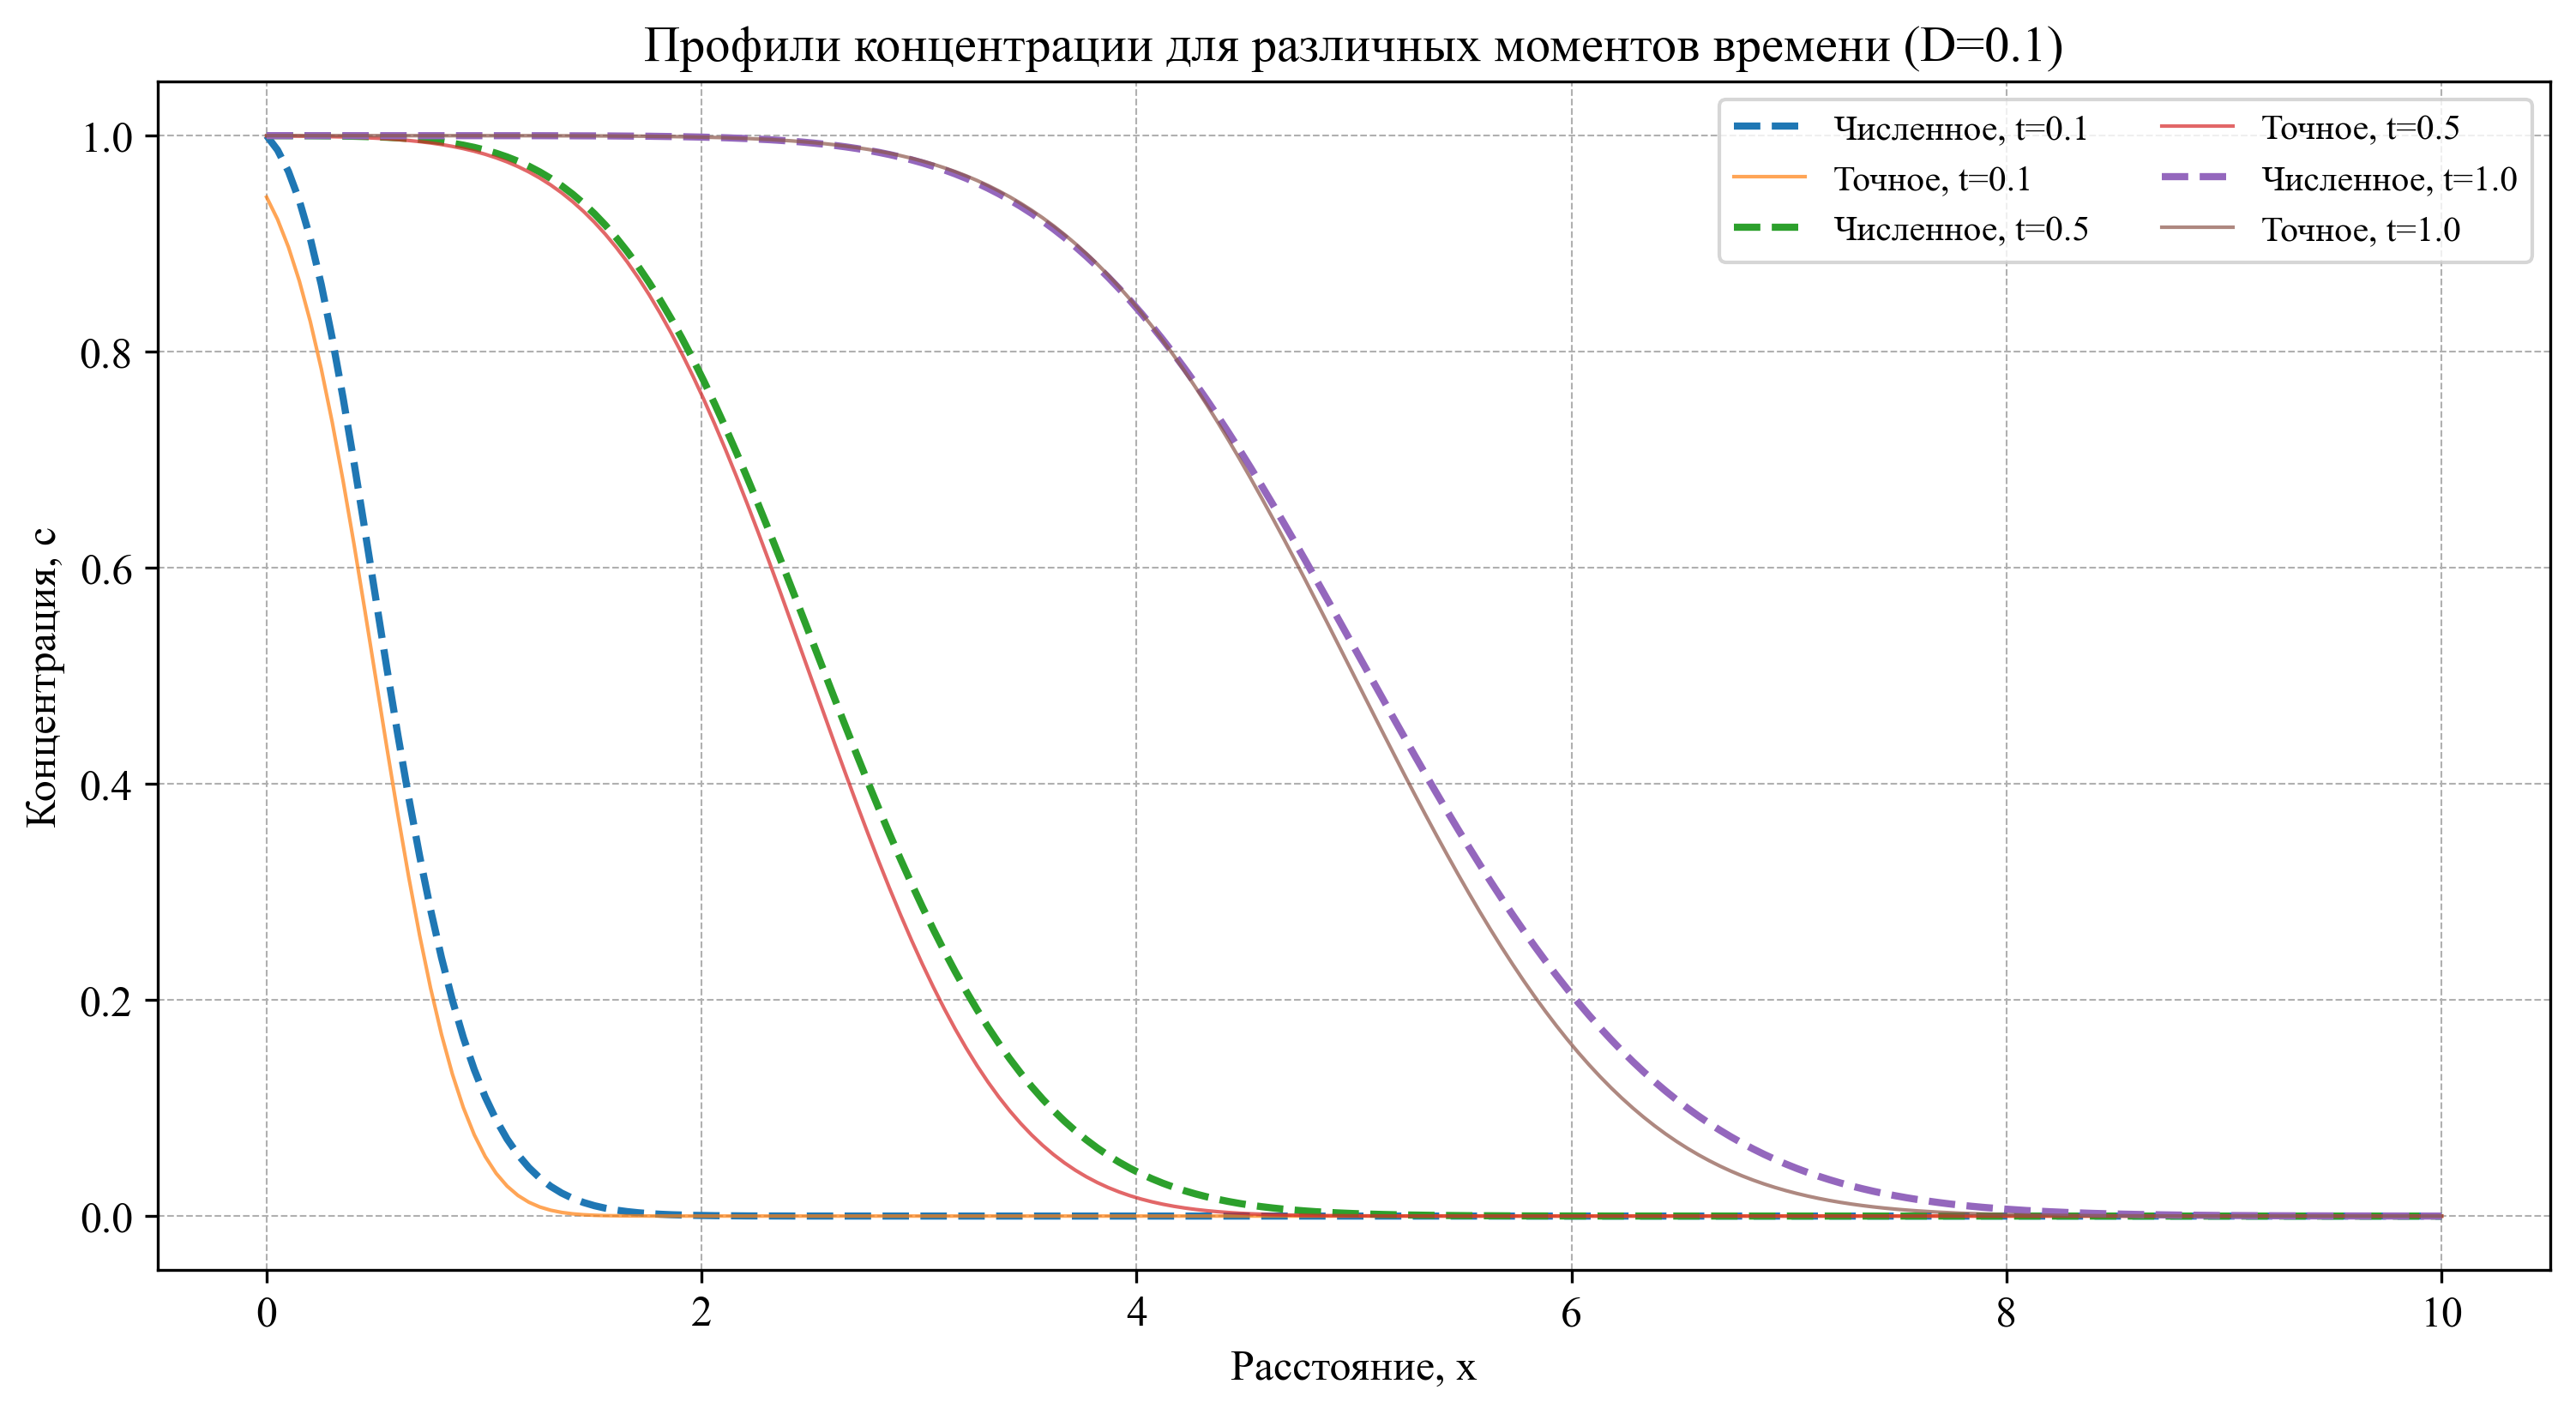 Профили концентрации для различных моментов времени (D=0.1)
Численное, t=0.1
Точное, t=0.1
Численное, t=0.5
Точное, t=0.5
Численное, t=1.0
Точное, t=1.0
Концентрация, c
1.0
0.8
0.6
0.4
0.2
0.0
0 2 4 6 8 10
Расстояние, x